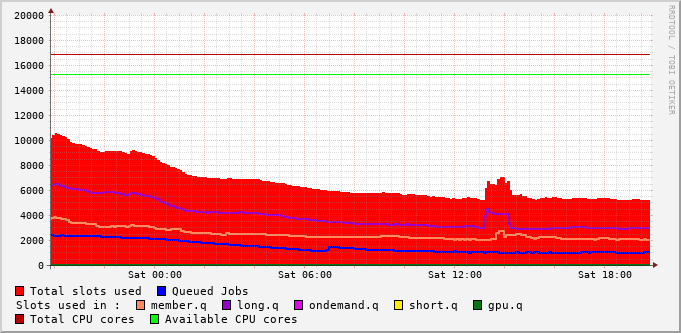 20000
18000
16000
14000
12000
10000
8000
6000
4000
2000
0
Sat 00:00 Sat 06:00 Sat 12:00 Sat 18:00
RRDTOOL / TOBI OETIKER
Total slots used Queued Jobs
Slots used in : member.q long.q ondemand.q short.q gpu.q
Total CPU cores Available CPU cores